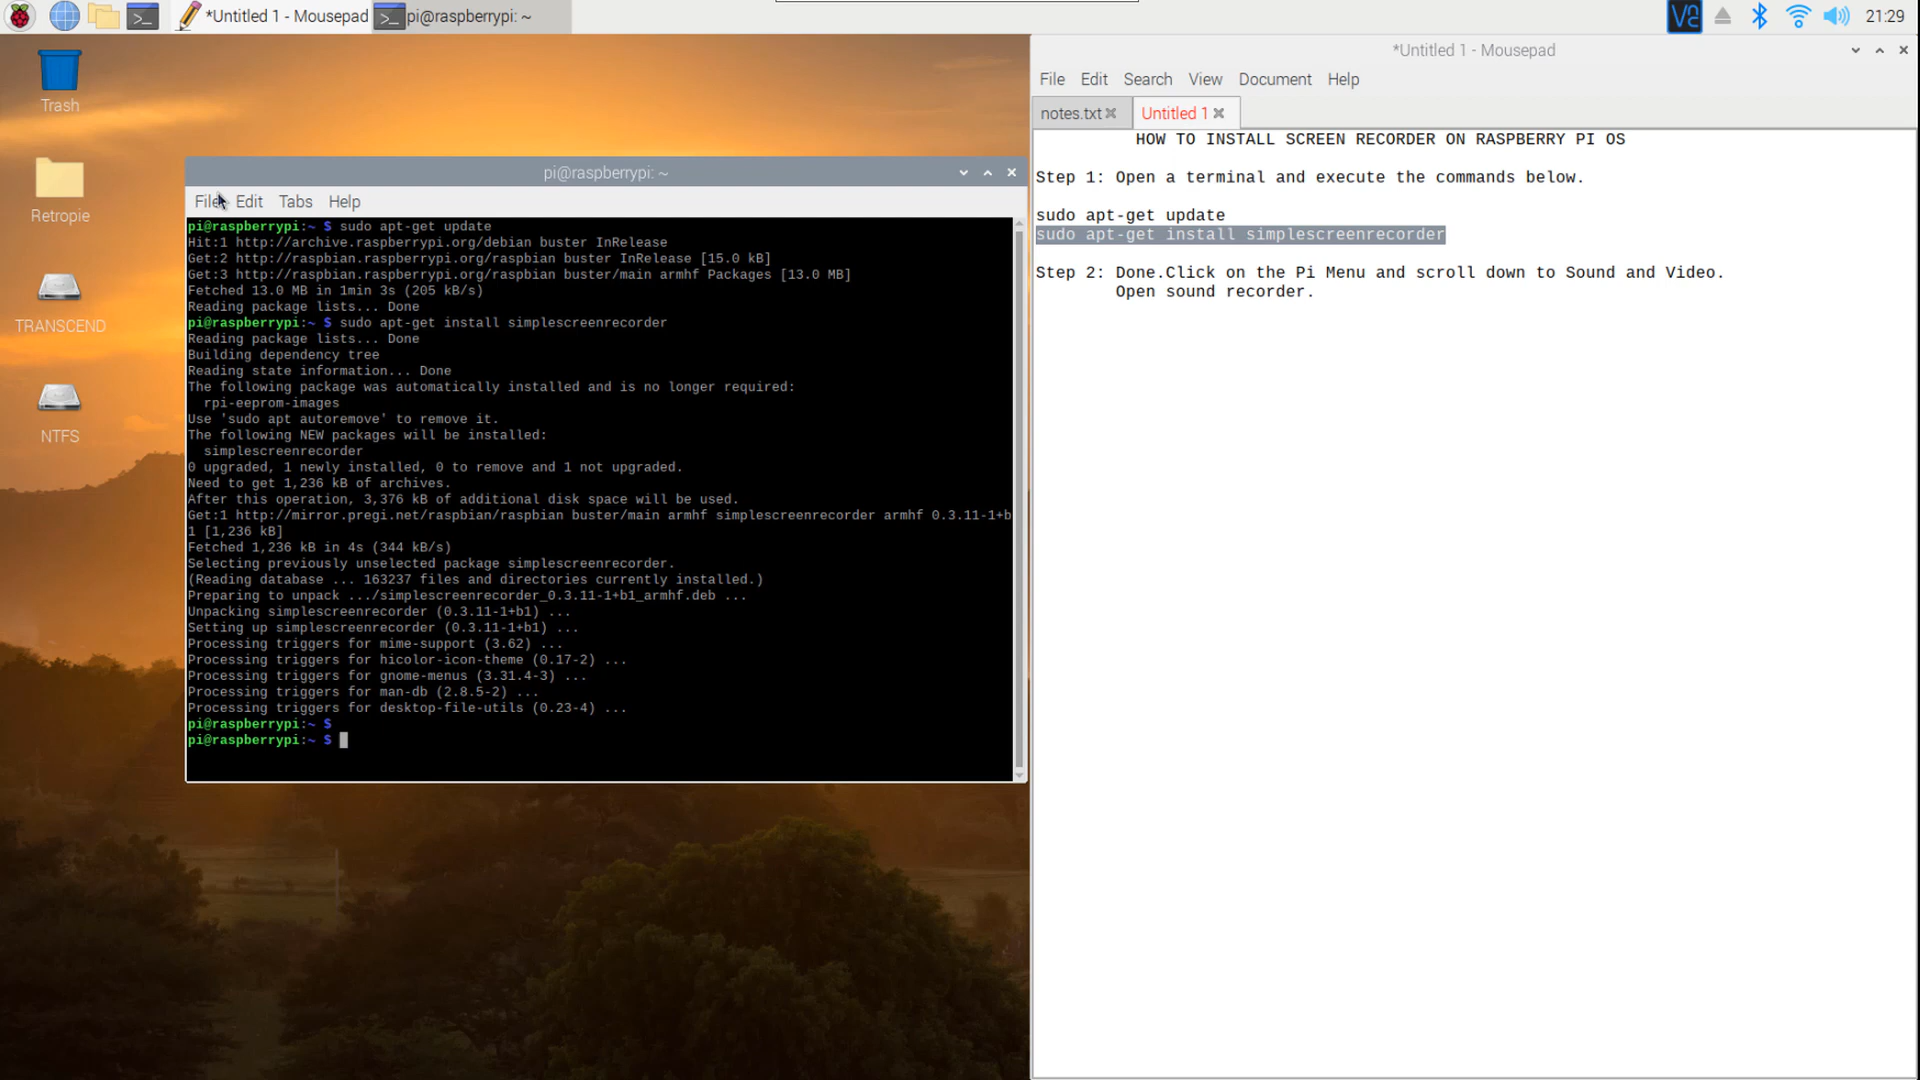 *Untitled 1 - Mousepad
pi@raspberrypi: ~
21:29
Trash
Retropie
TRANSCEND
NTFS
pi@raspberrypi: ~
File Edit Tabs Help
pi@raspberrypi:~ $ sudo apt-get update
Hit:1 http://archive.raspberrypi.org/debian buster InRelease
Get:2 http://raspbian.raspberrypi.org/raspbian buster InRelease [15.0 kB]
Get:3 http://raspbian.raspberrypi.org/raspbian buster/main armhf Packages [13.0 MB]
Fetched 13.0 MB in 1min 3s (205 kB/s)
Reading package lists... Done
pi@raspberrypi:~ $ sudo apt-get install simplescreenrecorder
Reading package lists... Done
Building dependency tree
Reading state information... Done
The following package was automatically installed and is no longer required:
rpi-eeprom-images
Use 'sudo apt autoremove' to remove it.
The following NEW packages will be installed:
simplescreenrecorder
0 upgraded, 1 newly installed, 0 to remove and 1 not upgraded.
Need to get 1,236 kB of archives.
After this operation, 3,376 kB of additional disk space will be used.
Get:1 http://mirror.pregi.net/raspbian/raspbian buster/main armhf simplescreenrecorder armhf 0.3.11-1+b
1 [1,236 kB]
Fetched 1,236 kB in 4s (344 kB/s)
Selecting previously unselected package simplescreenrecorder.
(Reading database ... 163237 files and directories currently installed.)
Preparing to unpack .../simplescreenrecorder_0.3.11-1+b1_armhf.deb ...
Unpacking simplescreenrecorder (0.3.11-1+b1) ...
Setting up simplescreenrecorder (0.3.11-1+b1) ...
Processing triggers for mime-support (3.62) ...
Processing triggers for hicolor-icon-theme (0.17-2) ...
Processing triggers for gnome-menus (3.31.4-3) ...
Processing triggers for man-db (2.8.5-2) ...
Processing triggers for desktop-file-utils (0.23-4) ...
pi@raspberrypi:~ $
pi@raspberrypi:~ $
*Untitled 1 - Mousepad
File Edit Search View Document Help
notes.txt
Untitled 1
HOW TO INSTALL SCREEN RECORDER ON RASPBERRY PI OS
Step 1: Open a terminal and execute the commands below.
sudo apt-get update
sudo apt-get install simplescreenrecorder
Step 2: Done.Click on the Pi Menu and scroll down to Sound and Video.
Open sound recorder.